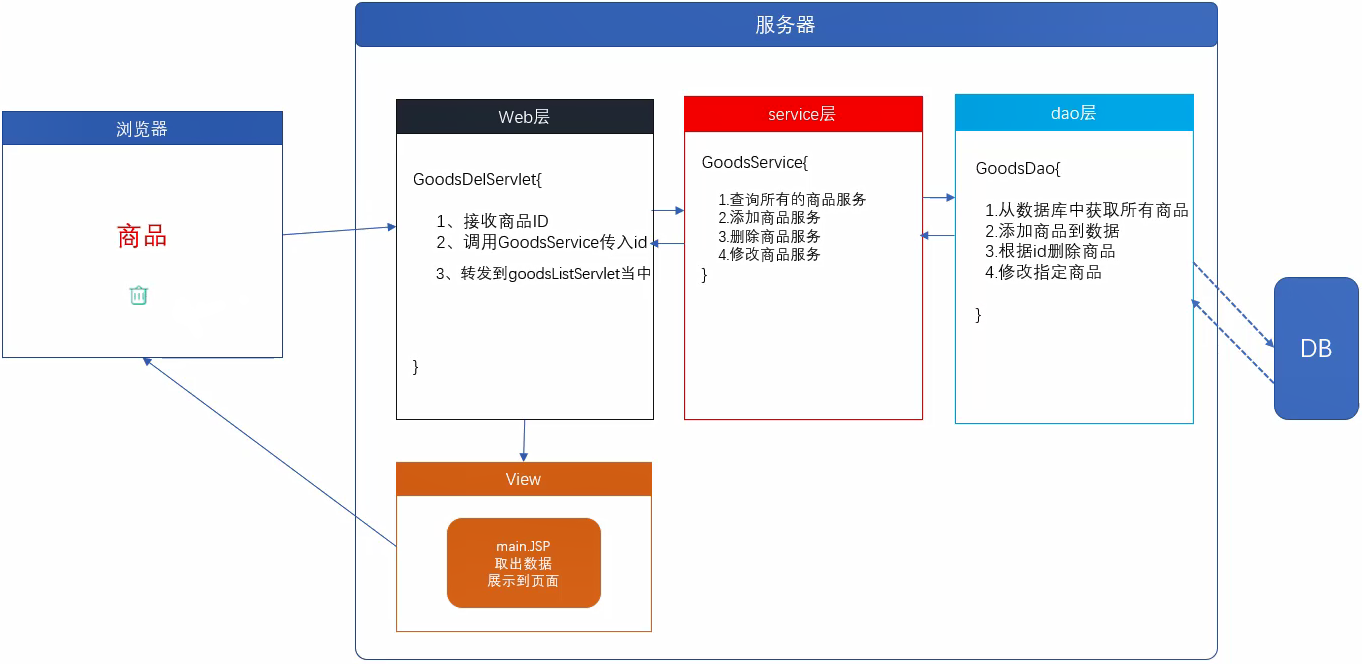 服务器
浏览器
商品
Web层
GoodsDelServlet{
1、接收商品ID
2、调用GoodsService传入id
3、转发到goodsListServlet当中
}
service层
GoodsService{
1.查询所有的商品服务
2.添加商品服务
3.删除商品服务
4.修改商品服务
}
dao层
GoodsDao{
1.从数据库中获取所有商品
2.添加商品到数据
3.根据id删除商品
4.修改指定商品
}
DB
View
main.JSP
取出数据
展示到页面